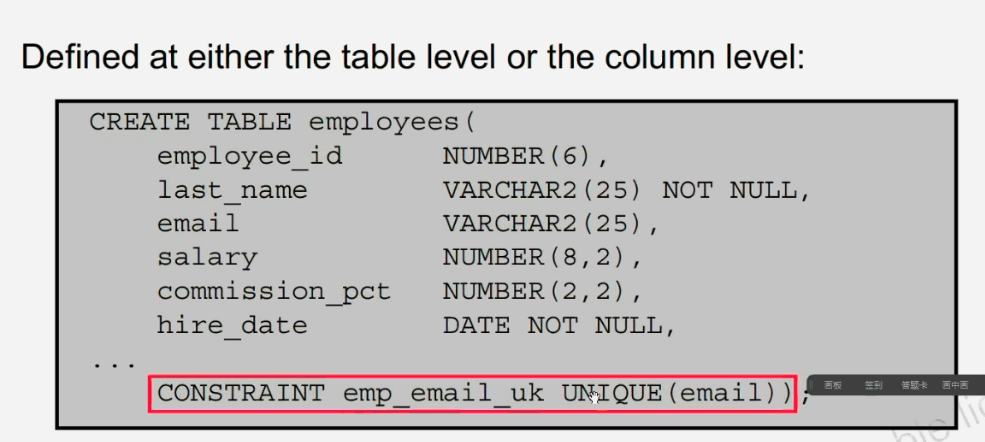 Defined at either the table level or the column level:
CREATE TABLE employees(
employee_id NUMBER(6),
last_name VARCHAR2(25) NOT NULL,
email VARCHAR2(25),
salary NUMBER(8,2),
commission_pct NUMBER(2,2),
hire_date DATE NOT NULL,
...
CONSTRAINT emp_email_uk UNIQUE(email));
画板 签到 答题卡 画中画